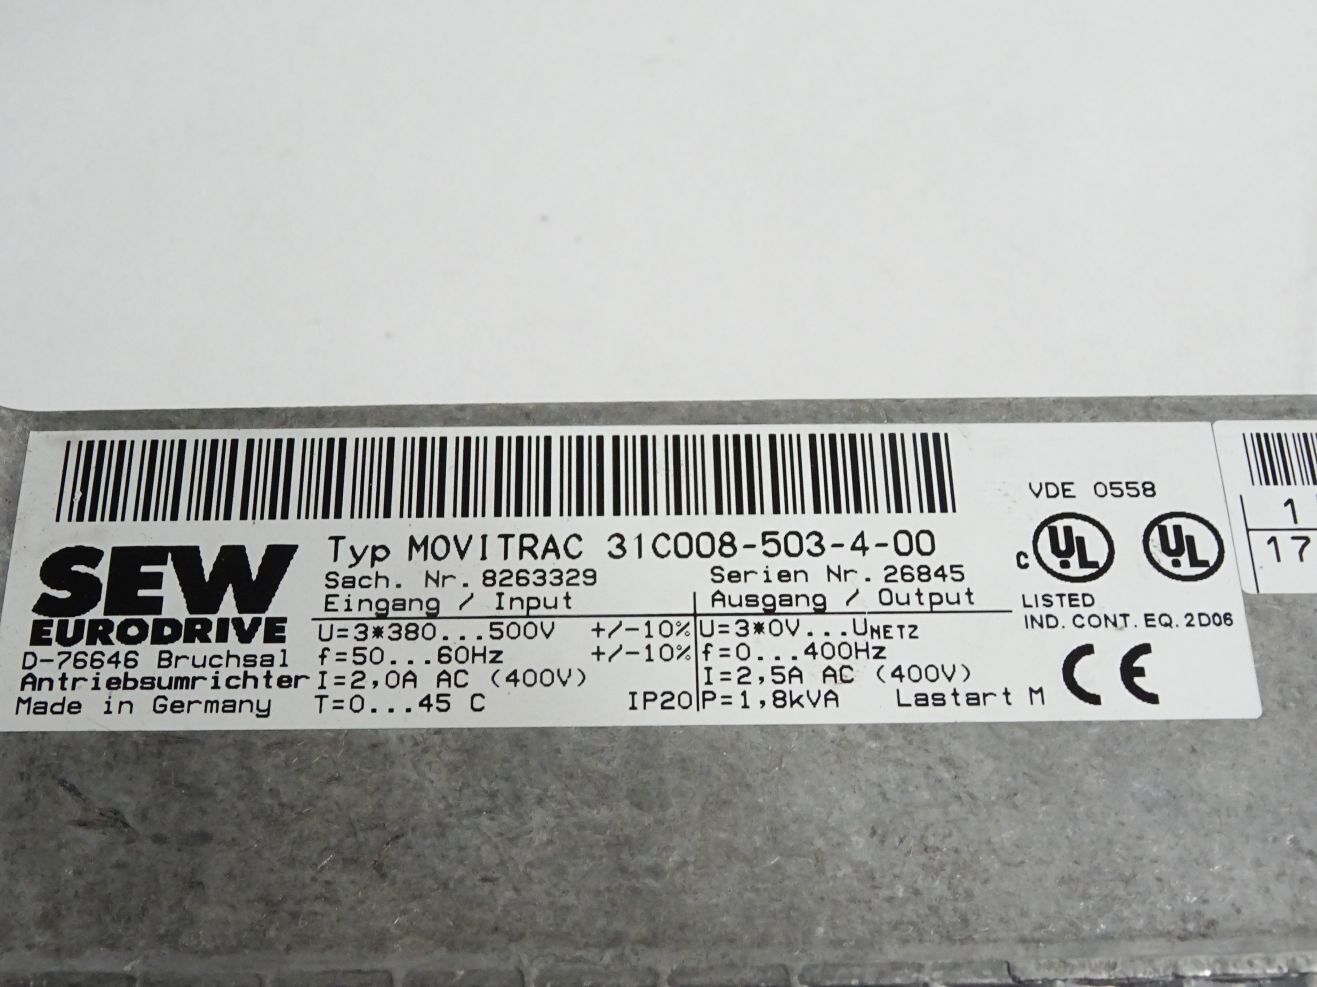 VDE 0558
SEW
EURODRIVE
D-76646 Bruchsal
Antriebsumrichter
Made in Germany
Typ MOVITRAC 31C008-503-4-00
Sach. Nr. 8263329 Serien Nr. 26845
Eingang / Input Ausgang / Output
U=3*380...500V +/-10% U=3*0V...UNETZ
f=50...60Hz +/-10% f=0...400Hz
I=2,0A AC (400V) I=2,5A AC (400V)
T=0...45 C IP20 P=1,8kVA Lastart M
c UL UL
LISTED
IND. CONT. EQ. 2D06
CE
1
17